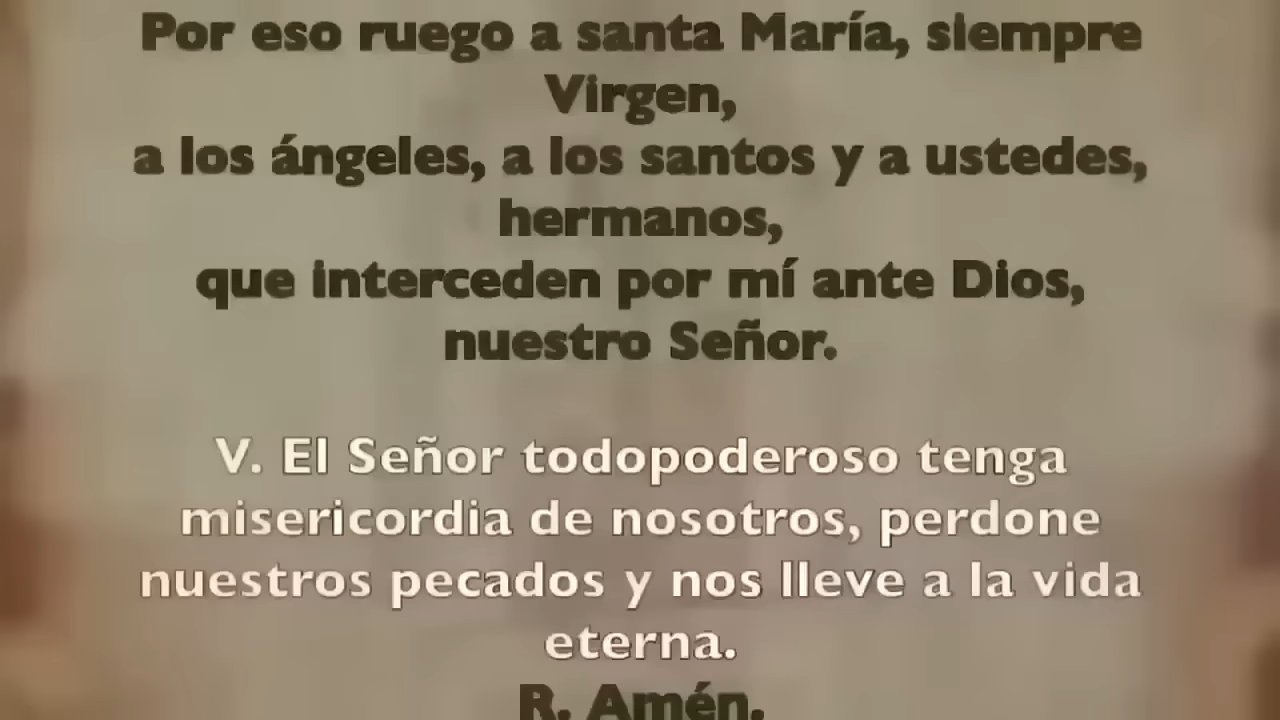 Por eso ruego a santa María, siempre
Virgen,
a los ángeles, a los santos y a ustedes,
hermanos,
que interceden por mí ante Dios,
nuestro Señor.
V. El Señor todopoderoso tenga
misericordia de nosotros, perdone
nuestros pecados y nos lleve a la vida
eterna.
R. Amén.